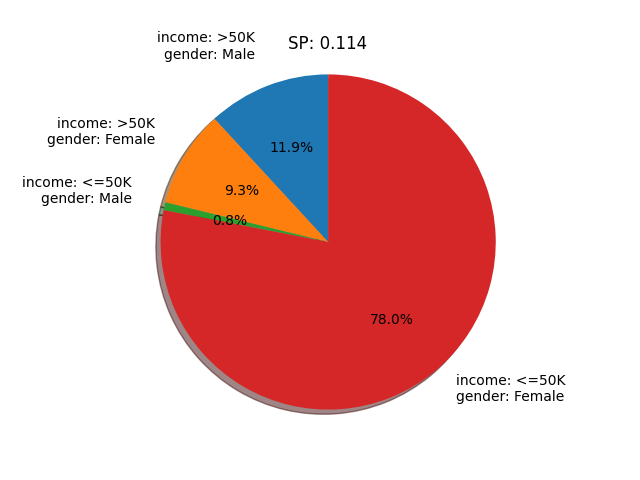 SP: 0.114
income: >50K
gender: Male
11.9%
income: >50K
gender: Female
9.3%
income: <=50K
gender: Male
0.8%
78.0%
income: <=50K
gender: Female